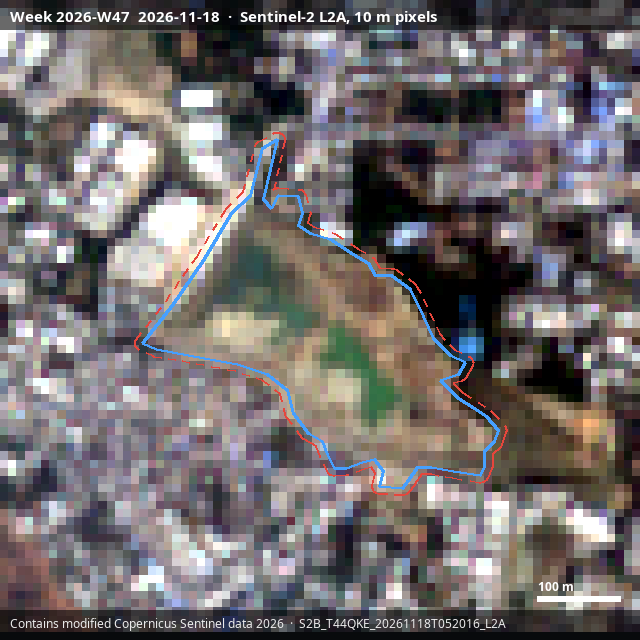 Week 2026-W47 2026-11-18 · Sentinel-2 L2A, 10 m pixels
100 m
Contains modified Copernicus Sentinel data 2026 · S2B_T44QKE_20261118T052016_L2A